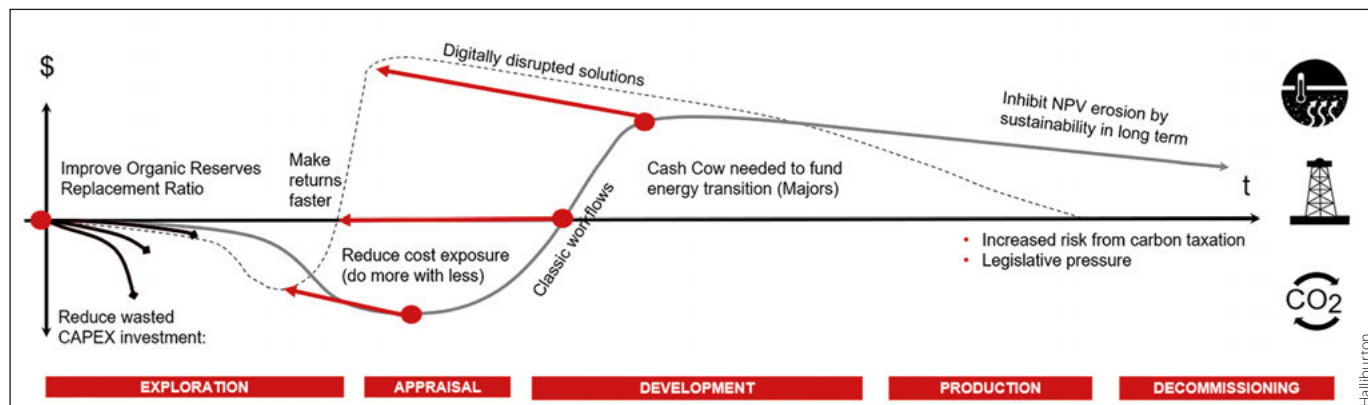 $
Digitally disrupted solutions
Inhibit NPV erosion by
sustainability in long term
Improve Organic Reserves
Replacement Ratio
Make
returns
faster
Cash Cow needed to fund
energy transition (Majors)
t
Reduce cost exposure
(do more with less)
Classic workflows
• Increased risk from carbon taxation
• Legislative pressure
Reduce wasted
CAPEX investment:
CO2
EXPLORATION
APPRAISAL
DEVELOPMENT
PRODUCTION
DECOMMISSIONING
Halliburton